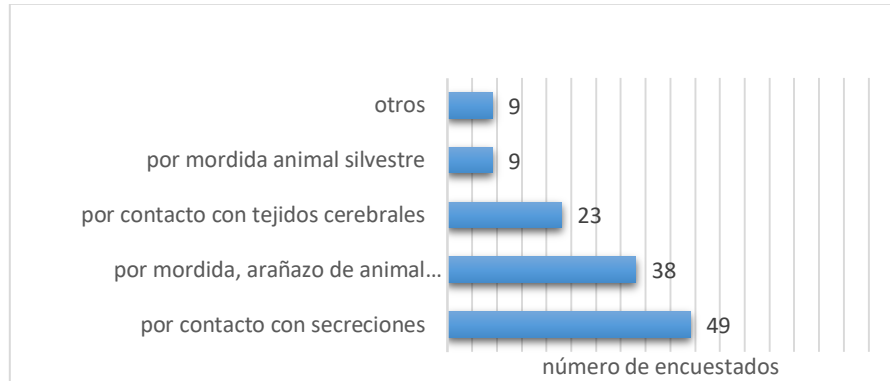 otros 9
por mordida animal silvestre 9
por contacto con tejidos cerebrales 23
por mordida, arañazo de animal… 38
por contacto con secreciones 49
número de encuestados